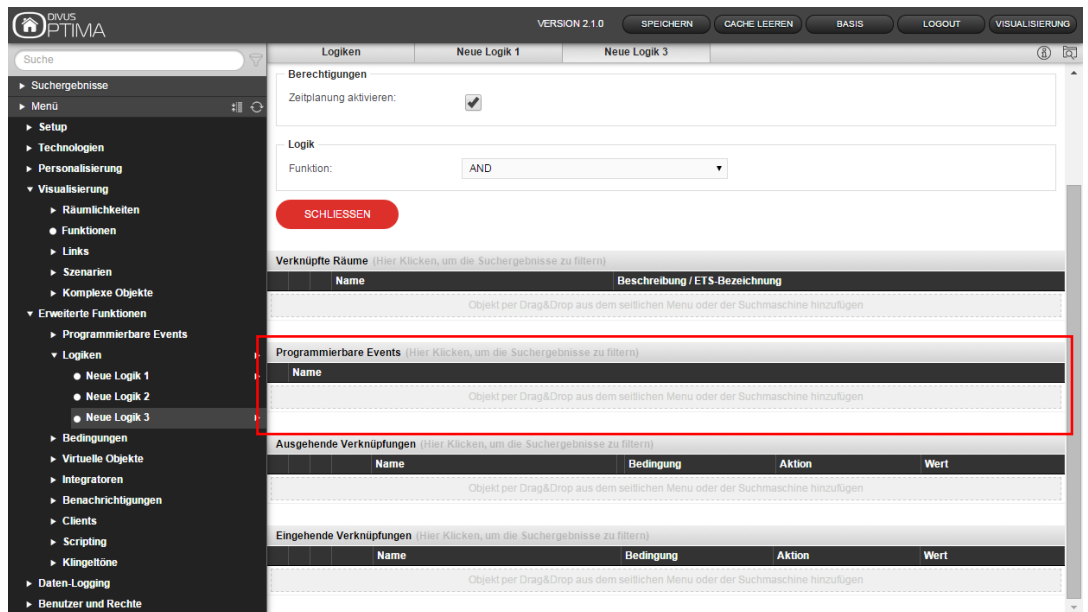 DIVUS OPTIMA VERSION 2.1.0 SPEICHERN CACHE LEEREN BASIS LOGOUT VISUALISIERUNG
Suche
Suchergebnisse
Menü
Setup
Technologien
Personalisierung
Visualisierung
Räumlichkeiten
Funktionen
Links
Szenarien
Komplexe Objekte
Erweiterte Funktionen
Programmierbare Events
Logiken
Neue Logik 1
Neue Logik 2
Neue Logik 3
Bedingungen
Virtuelle Objekte
Integratoren
Benachrichtigungen
Clients
Scripting
Klingeltöne
Daten-Logging
Benutzer und Rechte
Logiken Neue Logik 1 Neue Logik 3
Berechtigungen
Zeitplanung aktivieren:
Logik
Funktion: AND
SCHLIESSEN
Verknüpfte Räume (Hier Klicken, um die Suchergebnisse zu filtern)
Name Beschreibung / ETS-Bezeichnung
Objekt per Drag&Drop aus dem seitlichen Menu oder der Suchmaschine hinzufügen
Programmierbare Events (Hier Klicken, um die Suchergebnisse zu filtern)
Name
Objekt per Drag&Drop aus dem seitlichen Menu oder der Suchmaschine hinzufügen
Ausgehende Verknüpfungen (Hier Klicken, um die Suchergebnisse zu filtern)
Name Bedingung Aktion Wert
Objekt per Drag&Drop aus dem seitlichen Menu oder der Suchmaschine hinzufügen
Eingehende Verknüpfungen (Hier Klicken, um die Suchergebnisse zu filtern)
Name Bedingung Aktion Wert
Objekt per Drag&Drop aus dem seitlichen Menu oder der Suchmaschine hinzufügen